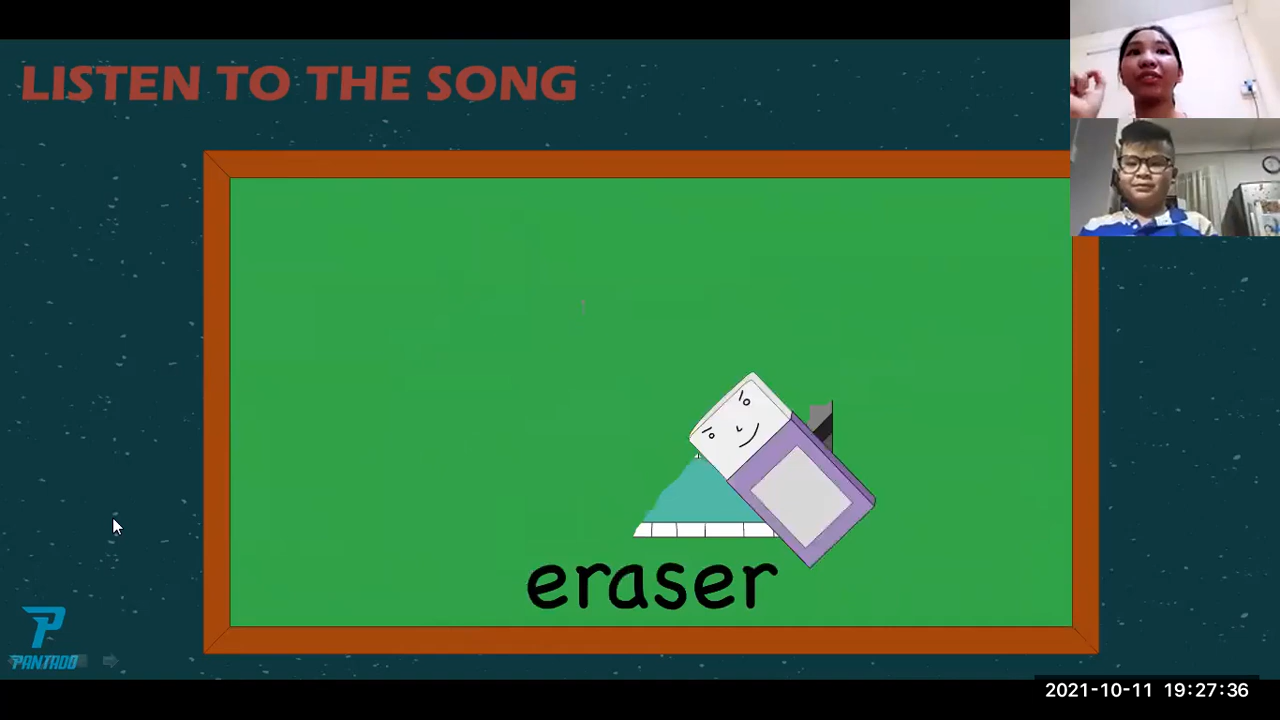 LISTEN TO THE SONG
eraser
PANTADO
2021-10-11 19:27:36